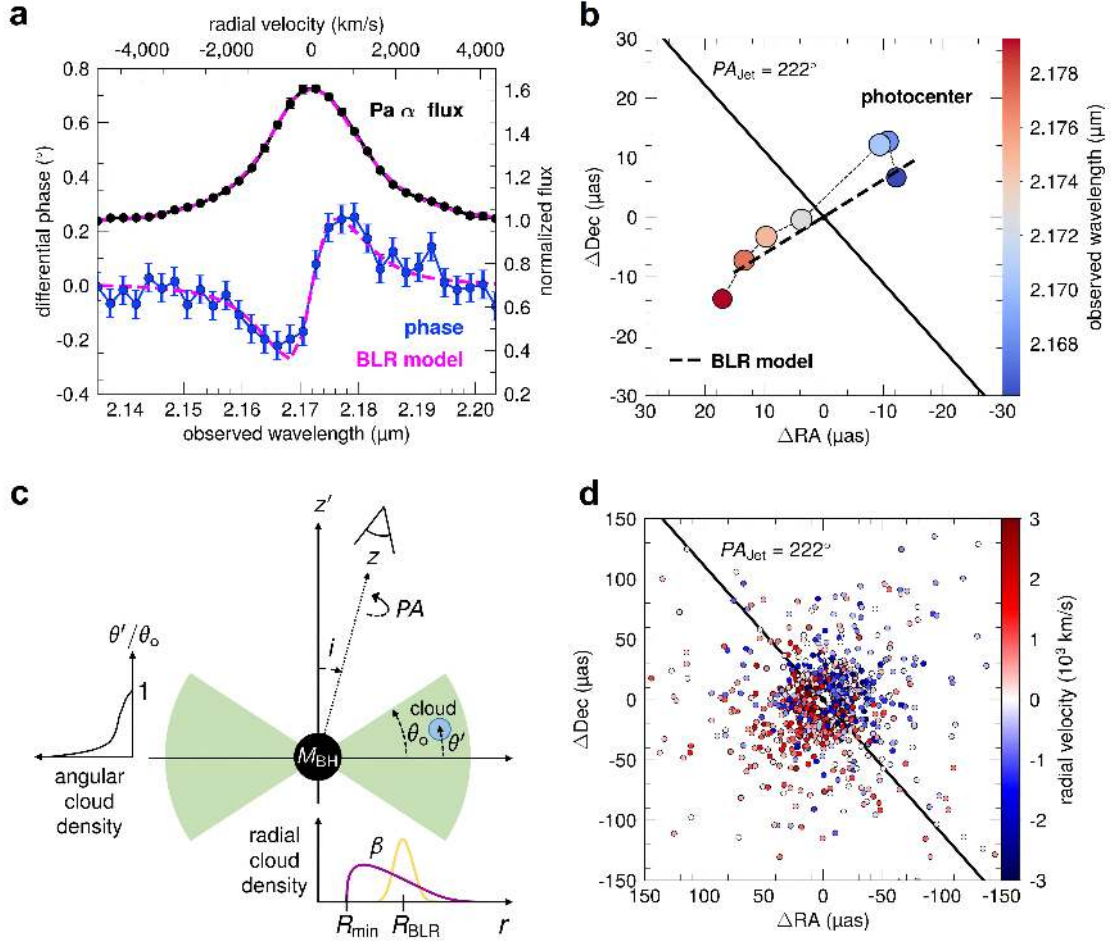 a
radial velocity (km/s)
-4,000 -2,000 0 2,000 4,000
0.8
0.6
0.4
0.2
0.0
-0.2
-0.4
differential phase (°)
Pa α flux
phase
BLR model
1.6
1.4
1.2
1.0
0.8
0.6
0.4
0.2
normalized flux
2.14 2.15 2.16 2.17 2.18 2.19 2.20
observed wavelength (µm)
b
30
20
10
0
-10
-20
-30
ΔDec (µas)
PA_Jet = 222°
photocenter
BLR model
30 20 10 0 -10 -20 -30
ΔRA (µas)
2.178
2.176
2.174
2.172
2.170
2.168
observed wavelength (µm)
c
z'
z
PA
i
θ'/θ_o
1
angular
cloud
density
cloud
θ_o
θ'
M_BH
radial
cloud
density
β
R_min R_BLR r
d
150
100
50
0
-50
-100
-150
ΔDec (µas)
PA_Jet = 222°
150 100 50 0 -50 -100 -150
ΔRA (µas)
3
2
1
0
-1
-2
-3
radial velocity (10³ km/s)